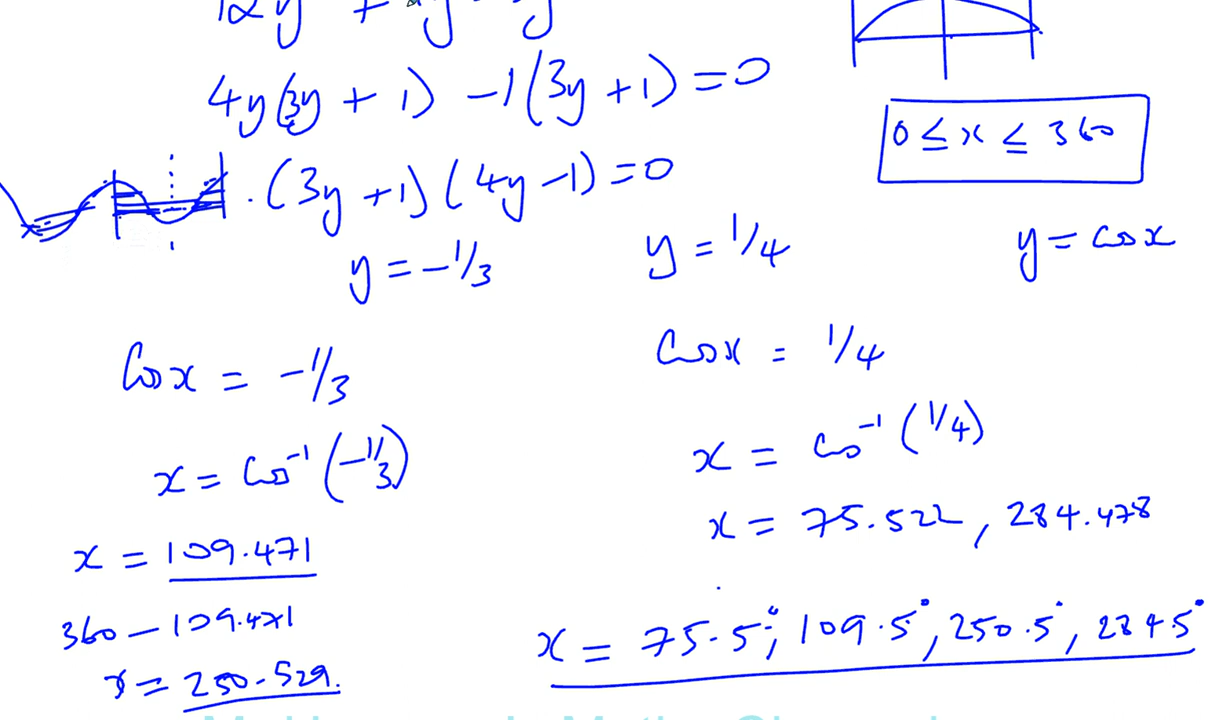 4y(3y + 1) -1(3y+1) = 0
0 ≤ x ≤ 360
(3y +1)(4y -1) = 0
y = -1/3
y = 1/4
y = cos x
Cos x = -1/3
Cos x = 1/4
x = Cos⁻¹(-1/3)
x = Cos⁻¹(1/4)
x = 109.471
x = 75.522, 284.478
360 - 109.471
x = 250.529.
x = 75.5°, 109.5°, 250.5°, 284.5°